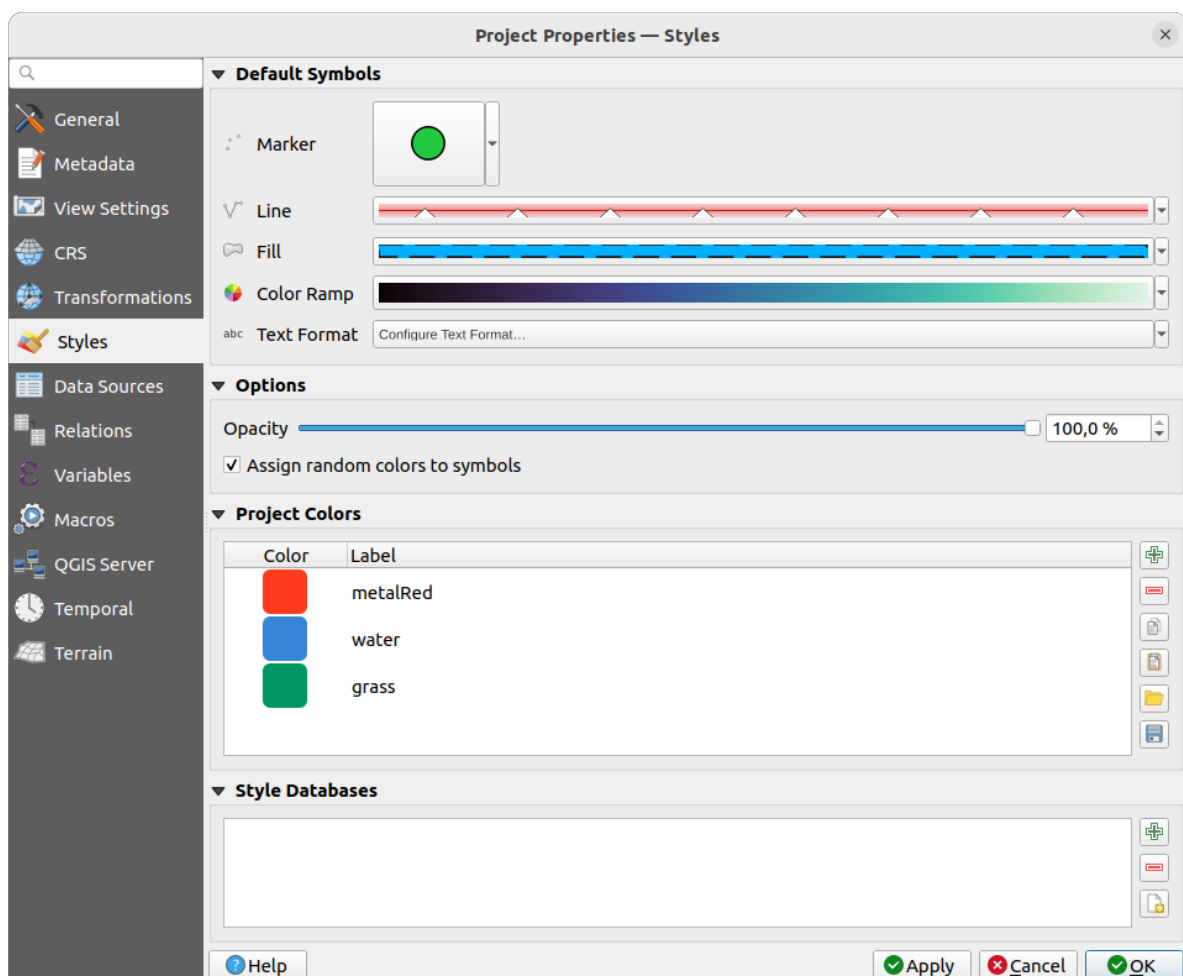 Project Properties — Styles
General
Metadata
View Settings
CRS
Transformations
Styles
Data Sources
Relations
Variables
Macros
QGIS Server
Temporal
Terrain
Default Symbols
Marker
Line
Fill
Color Ramp
abc Text Format Configure Text Format...
Options
Opacity 100,0 %
Assign random colors to symbols
Project Colors
Color Label
metalRed
water
grass
Style Databases
Help Apply Cancel OK